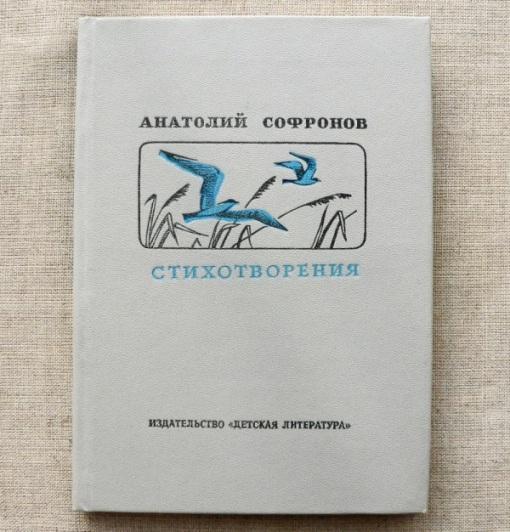 АНАТОЛИЙ СОФРОНОВ
СТИХОТВОРЕНИЯ
ИЗДАТЕЛЬСТВО «ДЕТСКАЯ ЛИТЕРАТУРА»